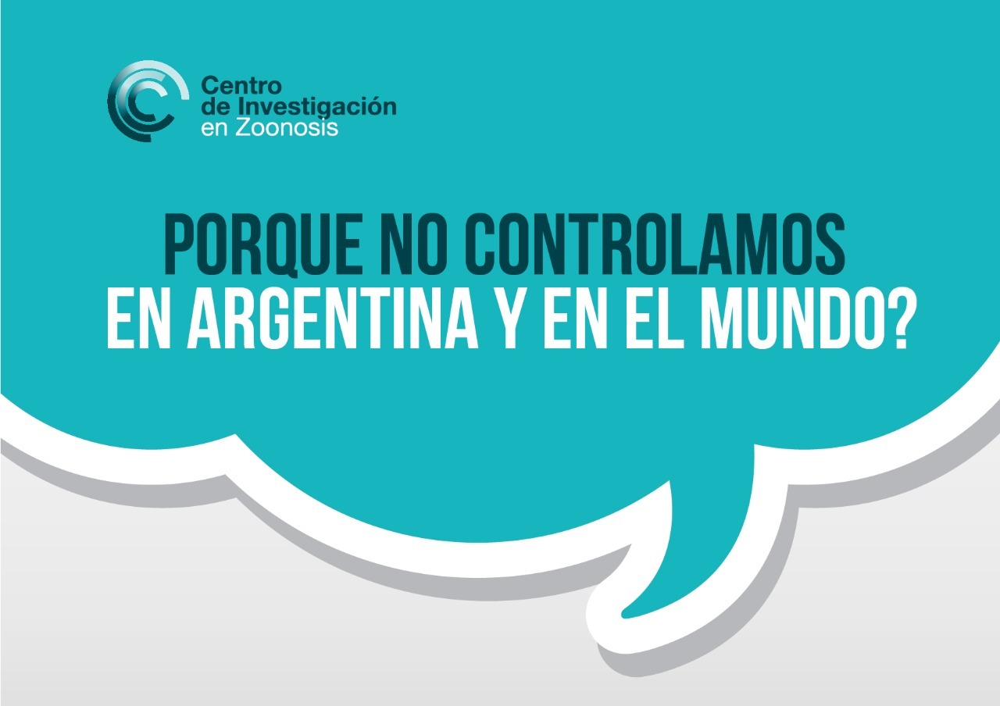 Centro
de Investigación
en Zoonosis
PORQUE NO CONTROLAMOS
EN ARGENTINA Y EN EL MUNDO?